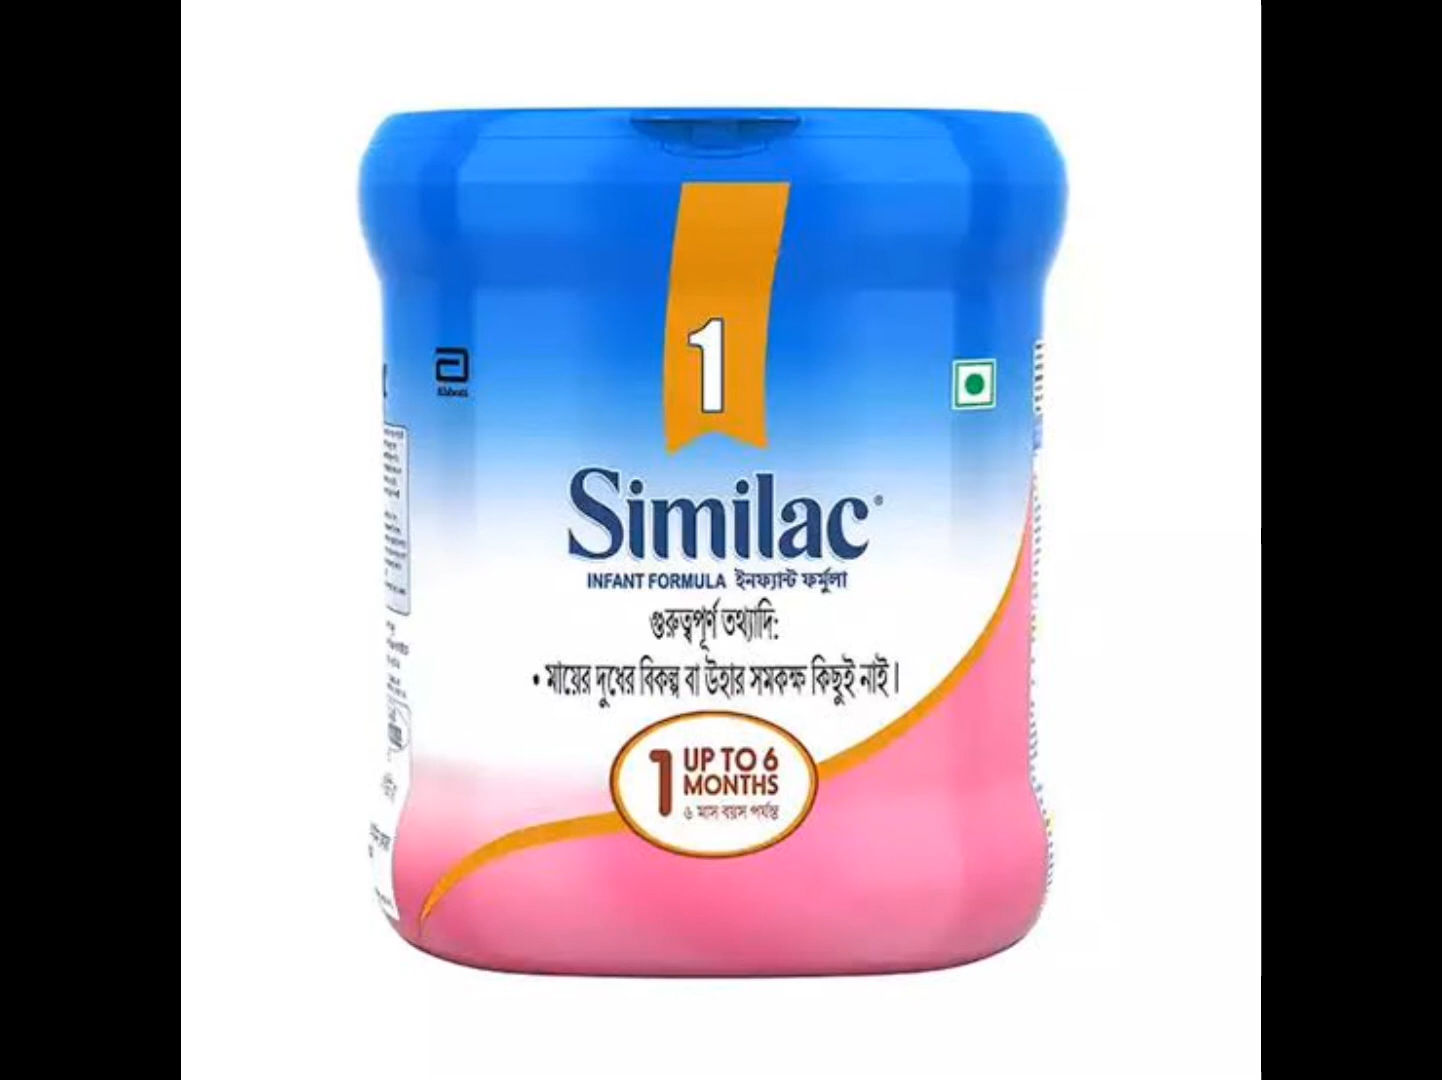 1
Abbott
Similac®
INFANT FORMULA ইনফ্যান্ট ফর্মুলা
গুরুত্বপূর্ণ তথ্যাদি:
• মায়ের দুধের বিকল্প বা উহার সমকক্ষ কিছুই নাই।
1 UP TO 6
MONTHS
৬ মাস বয়স পর্যন্ত